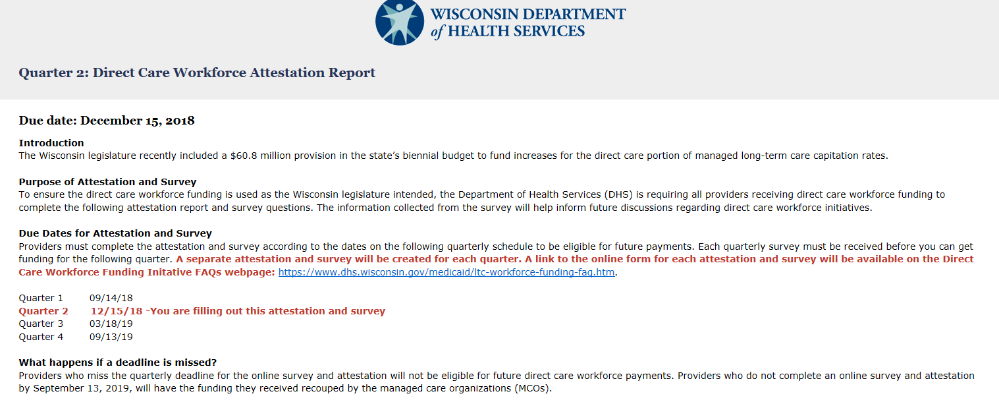 WISCONSIN DEPARTMENT
of HEALTH SERVICES
Quarter 2: Direct Care Workforce Attestation Report
Due date: December 15, 2018
Introduction
The Wisconsin legislature recently included a $60.8 million provision in the state’s biennial budget to fund increases for the direct care portion of managed long-term care capitation rates.
Purpose of Attestation and Survey
To ensure the direct care workforce funding is used as the Wisconsin legislature intended, the Department of Health Services (DHS) is requiring all providers receiving direct care workforce funding to
complete the following attestation report and survey questions. The information collected from the survey will help inform future discussions regarding direct care workforce initiatives.
Due Dates for Attestation and Survey
Providers must complete the attestation and survey according to the dates on the following quarterly schedule to be eligible for future payments. Each quarterly survey must be received before you can get
funding for the following quarter. A separate attestation and survey will be created for each quarter. A link to the online form for each attestation and survey will be available on the Direct
Care Workforce Funding Initative FAQs webpage: https://www.dhs.wisconsin.gov/medicaid/ltc-workforce-funding-faq.htm.
Quarter 1 09/14/18
Quarter 2 12/15/18 -You are filling out this attestation and survey
Quarter 3 03/18/19
Quarter 4 09/13/19
What happens if a deadline is missed?
Providers who miss the quarterly deadline for the online survey and attestation will not be eligible for future direct care workforce payments. Providers who do not complete an online survey and attestation
by September 13, 2019, will have the funding they received recouped by the managed care organizations (MCOs).